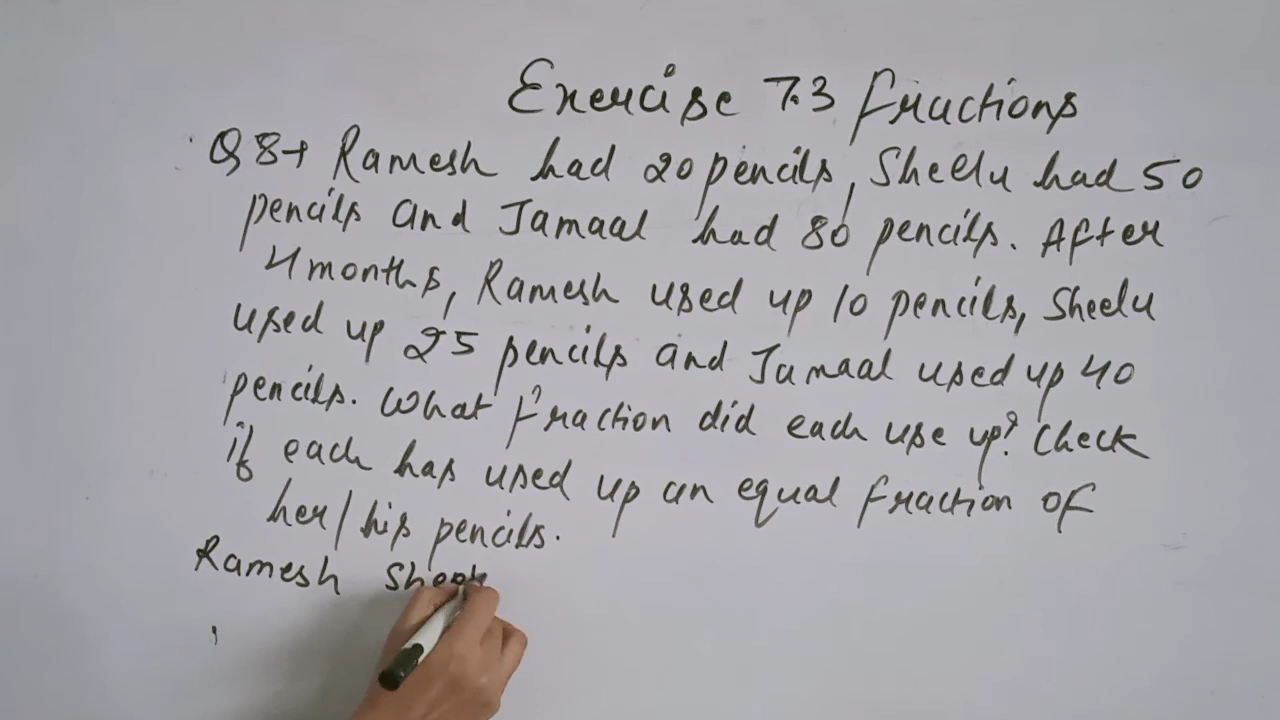 Exercise 7.3 Fractions
Q8→ Ramesh had 20 pencils, Sheelu had 50
pencils and Jamaal had 80 pencils. After
4 months, Ramesh used up 10 pencils, Sheelu
used up 25 pencils and Jamaal used up 40
pencils. What fraction did each use up? Check
if each has used up an equal fraction of
her/his pencils.
Ramesh